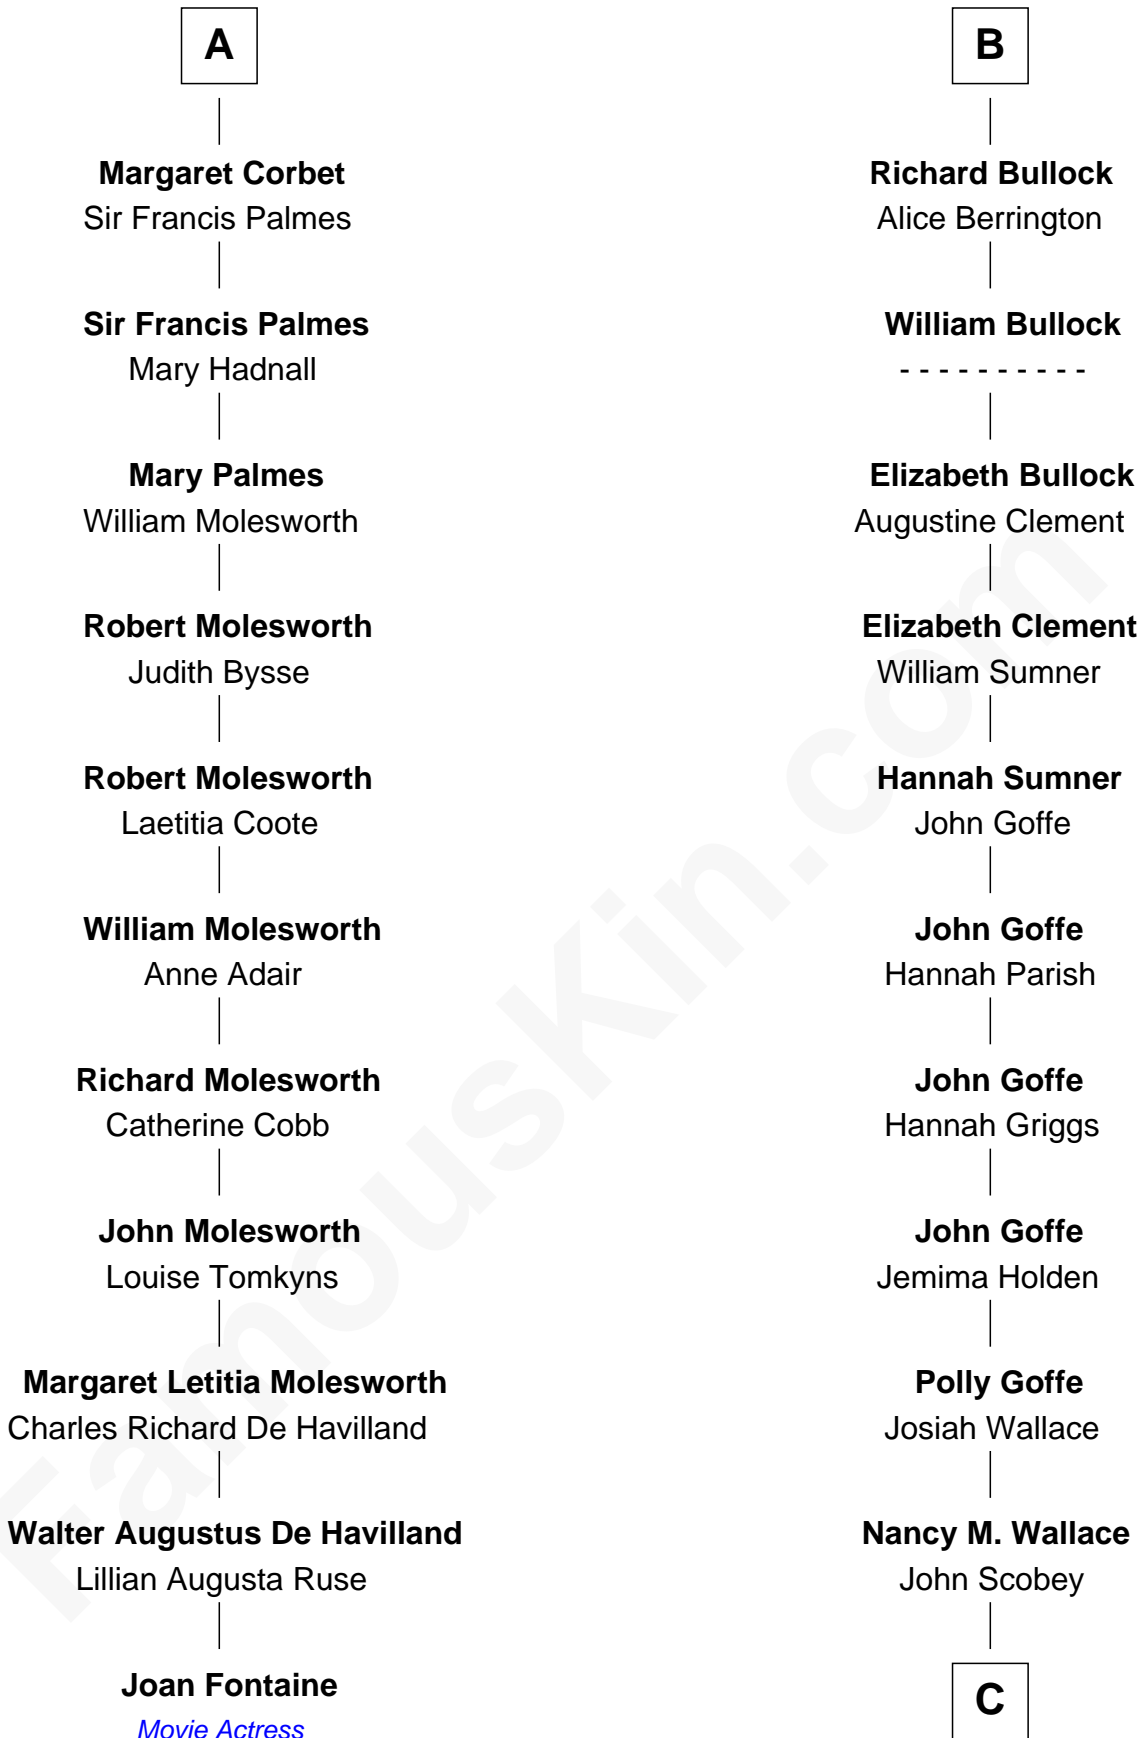 A
Margaret Corbet
Sir Francis Palmes
Sir Francis Palmes
Mary Hadnall
Mary Palmes
William Molesworth
Robert Molesworth
Judith Bysse
Robert Molesworth
Laetitia Coote
William Molesworth
Anne Adair
Richard Molesworth
Catherine Cobb
John Molesworth
Louise Tomkyns
Margaret Letitia Molesworth
Charles Richard De Havilland
Walter Augustus De Havilland
Lillian Augusta Ruse
Joan Fontaine
Movie Actress
B
Richard Bullock
Alice Berrington
William Bullock
- - - - - - - - - -
Elizabeth Bullock
Augustine Clement
Elizabeth Clement
William Sumner
Hannah Sumner
John Goffe
John Goffe
Hannah Parish
John Goffe
Hannah Griggs
John Goffe
Jemima Holden
Polly Goffe
Josiah Wallace
Nancy M. Wallace
John Scobey
C
FamousKin.com